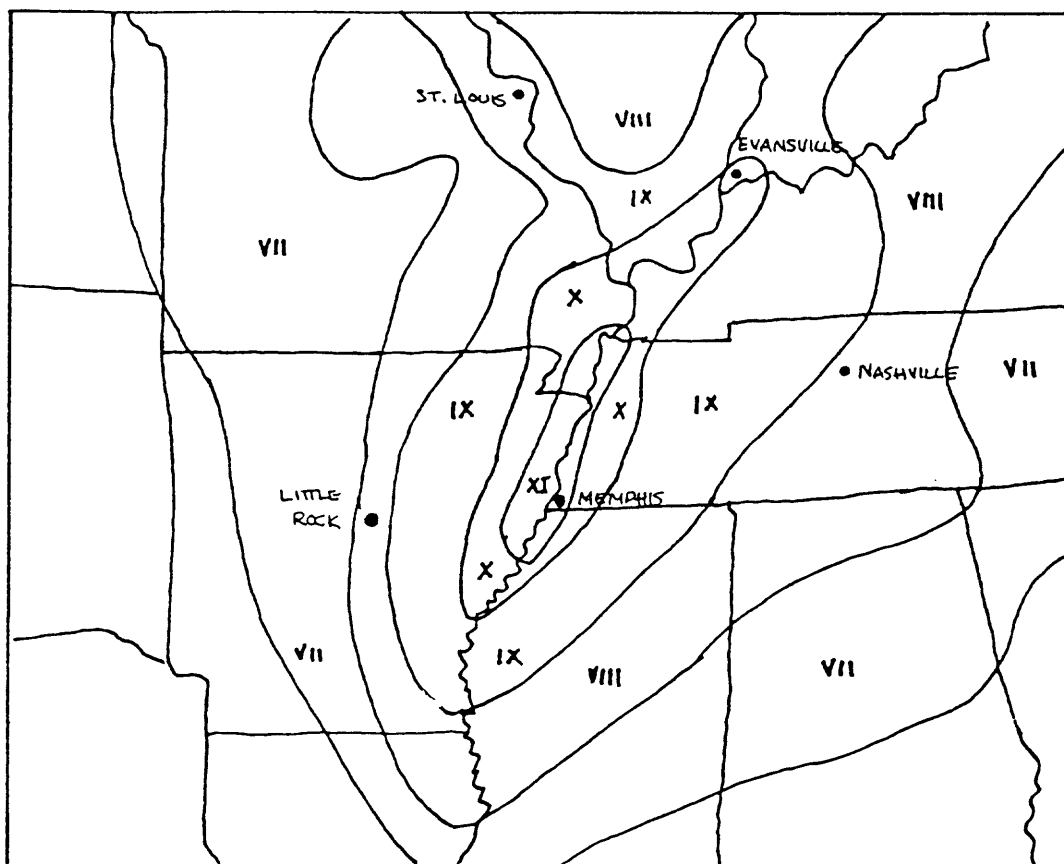 ST. LOUIS
VIII
EVANSVILLE
IX
VIII
VII
X
NASHVILLE
VII
IX
X
IX
XI
MEMPHIS
LITTLE
ROCK
X
VII
IX
VIII
VII